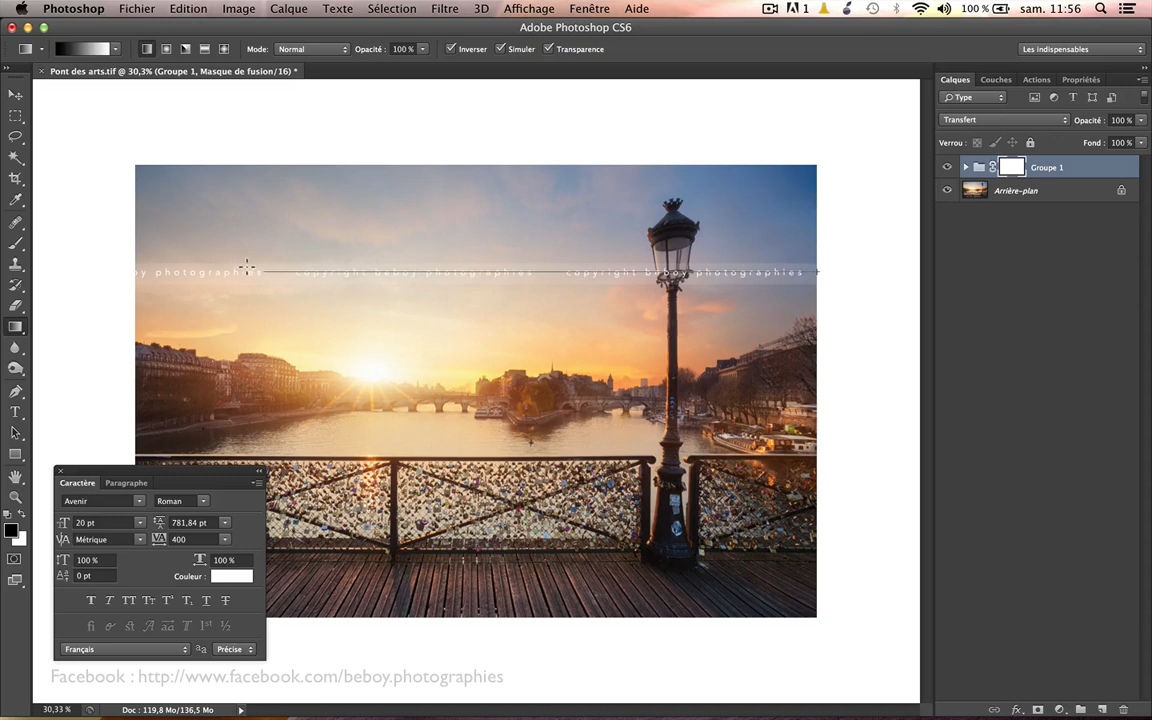 Photoshop Fichier Edition Image Calque Texte Sélection Filtre 3D Affichage Fenêtre Aide 1 100 % sam. 11:56
Adobe Photoshop CS6
Mode: Normal Opacité : 100 % Inverser Simuler Transparence Les indispensables
Pont des arts.tif @ 30,3% (Groupe 1, Masque de fusion/16) *
Calques Couches Actions Propriétés
Type
Transfert Opacité : 100 %
Verrou : Fond : 100 %
Groupe 1
Arrière-plan
by photographies copyright beboy photographies copyright beboy photographies
Caractère Paragraphe
Avenir Roman
20 pt 781,84 pt
Métrique 400
100 % 100 %
0 pt Couleur :
Français Précise
Facebook : http://www.facebook.com/beboy.photographies
30,33 % Doc : 119,8 Mo/136,5 Mo